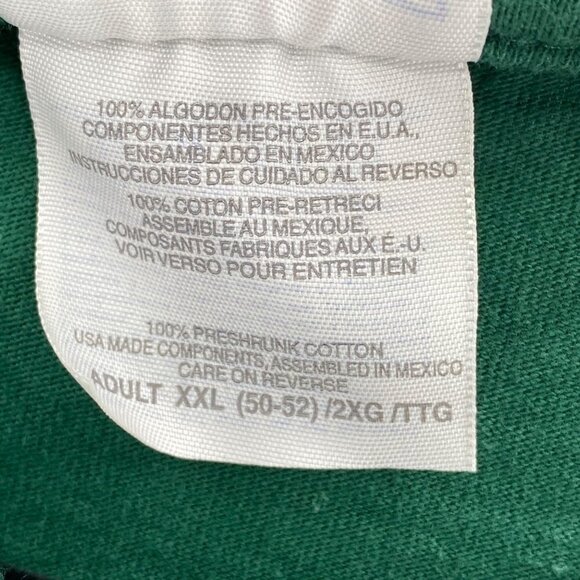 100% ALGODON PRE-ENCOGIDO
COMPONENTES HECHOS EN E.U.A.,
ENSAMBLADO EN MEXICO
INSTRUCCIONES DE CUIDADO AL REVERSO
100% COTON PRE-RETRECI
ASSEMBLE AU MEXIQUE,
COMPOSANTS FABRIQUES AUX É.-U.
VOIR VERSO POUR ENTRETIEN
100% PRESHRUNK COTTON
USA MADE COMPONENTS, ASSEMBLED IN MEXICO
CARE ON REVERSE
ADULT XXL (50-52) /2XG /TTG